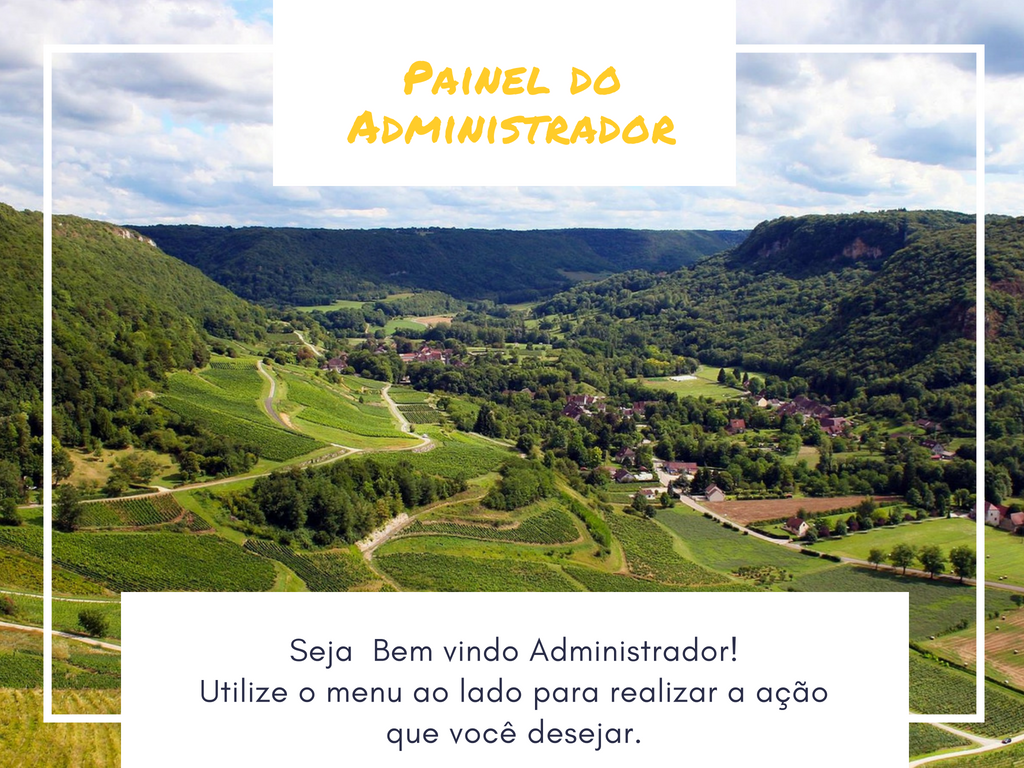 Painel do
Administrador
Seja  Bem vindo Administrador!
Utilize o menu ao lado para realizar a ação
que você desejar.